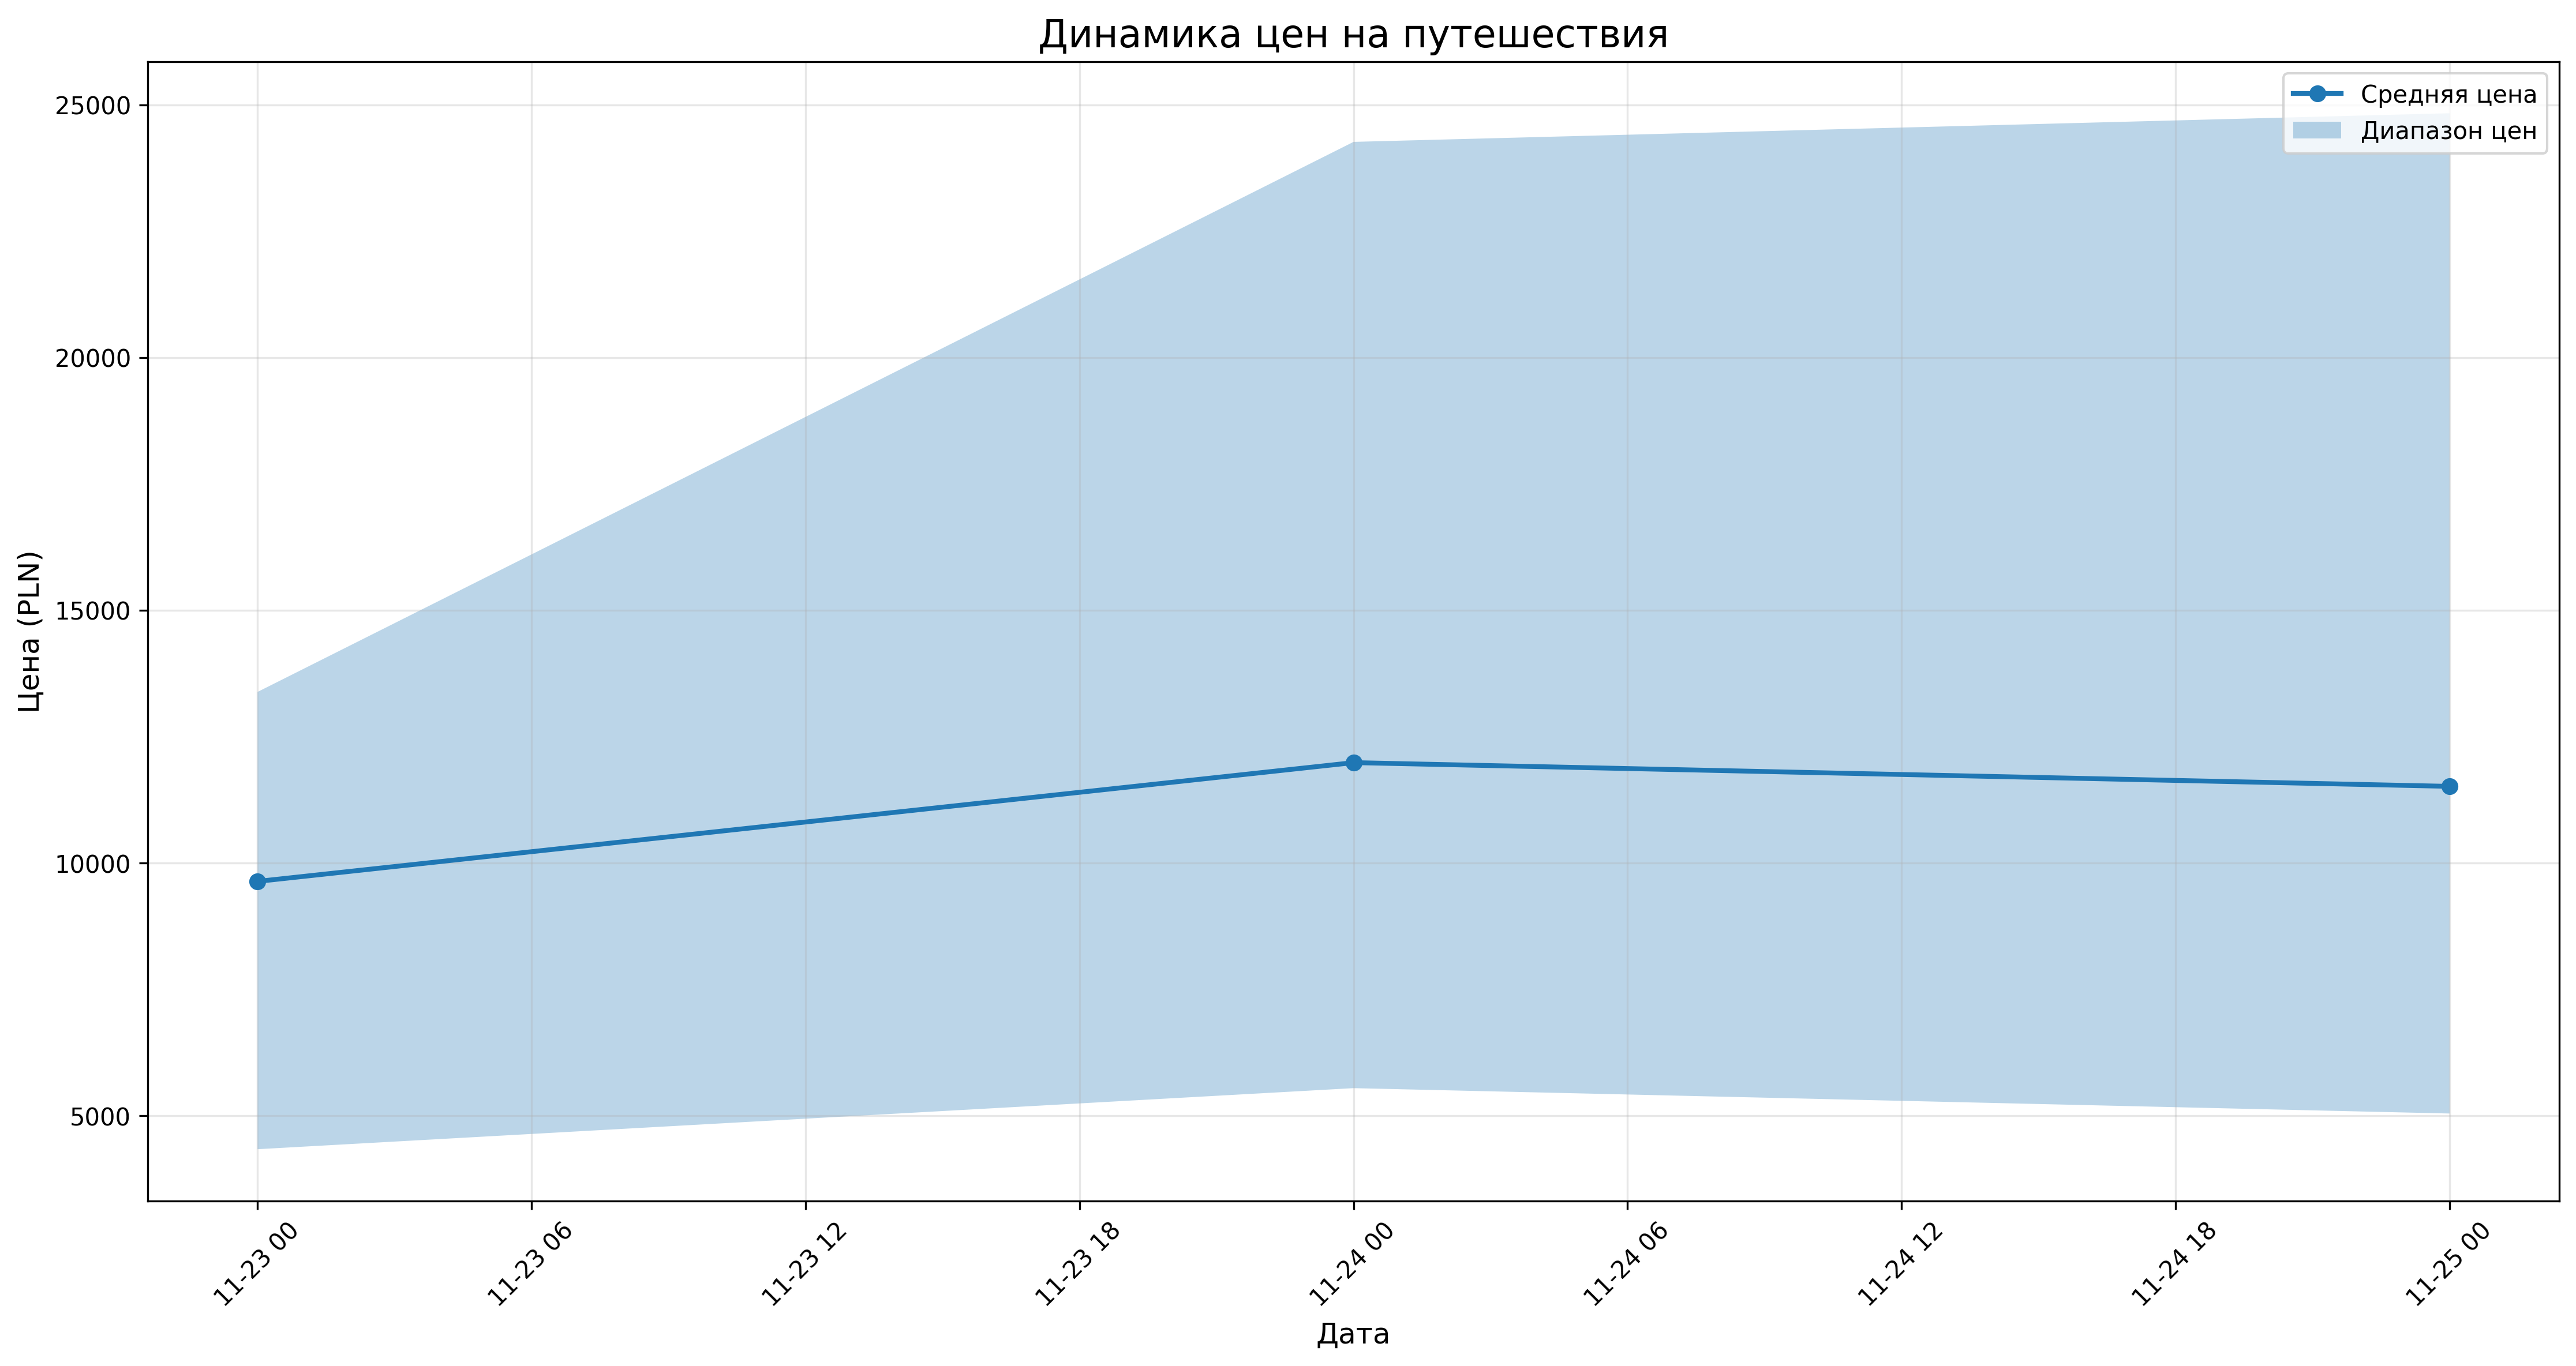 Динамика цен на путешествия
Средняя цена
Диапазон цен
Цена (PLN)
25000
20000
15000
10000
5000
11-23 00
11-23 06
11-23 12
11-23 18
11-24 00
11-24 06
11-24 12
11-24 18
11-25 00
Дата